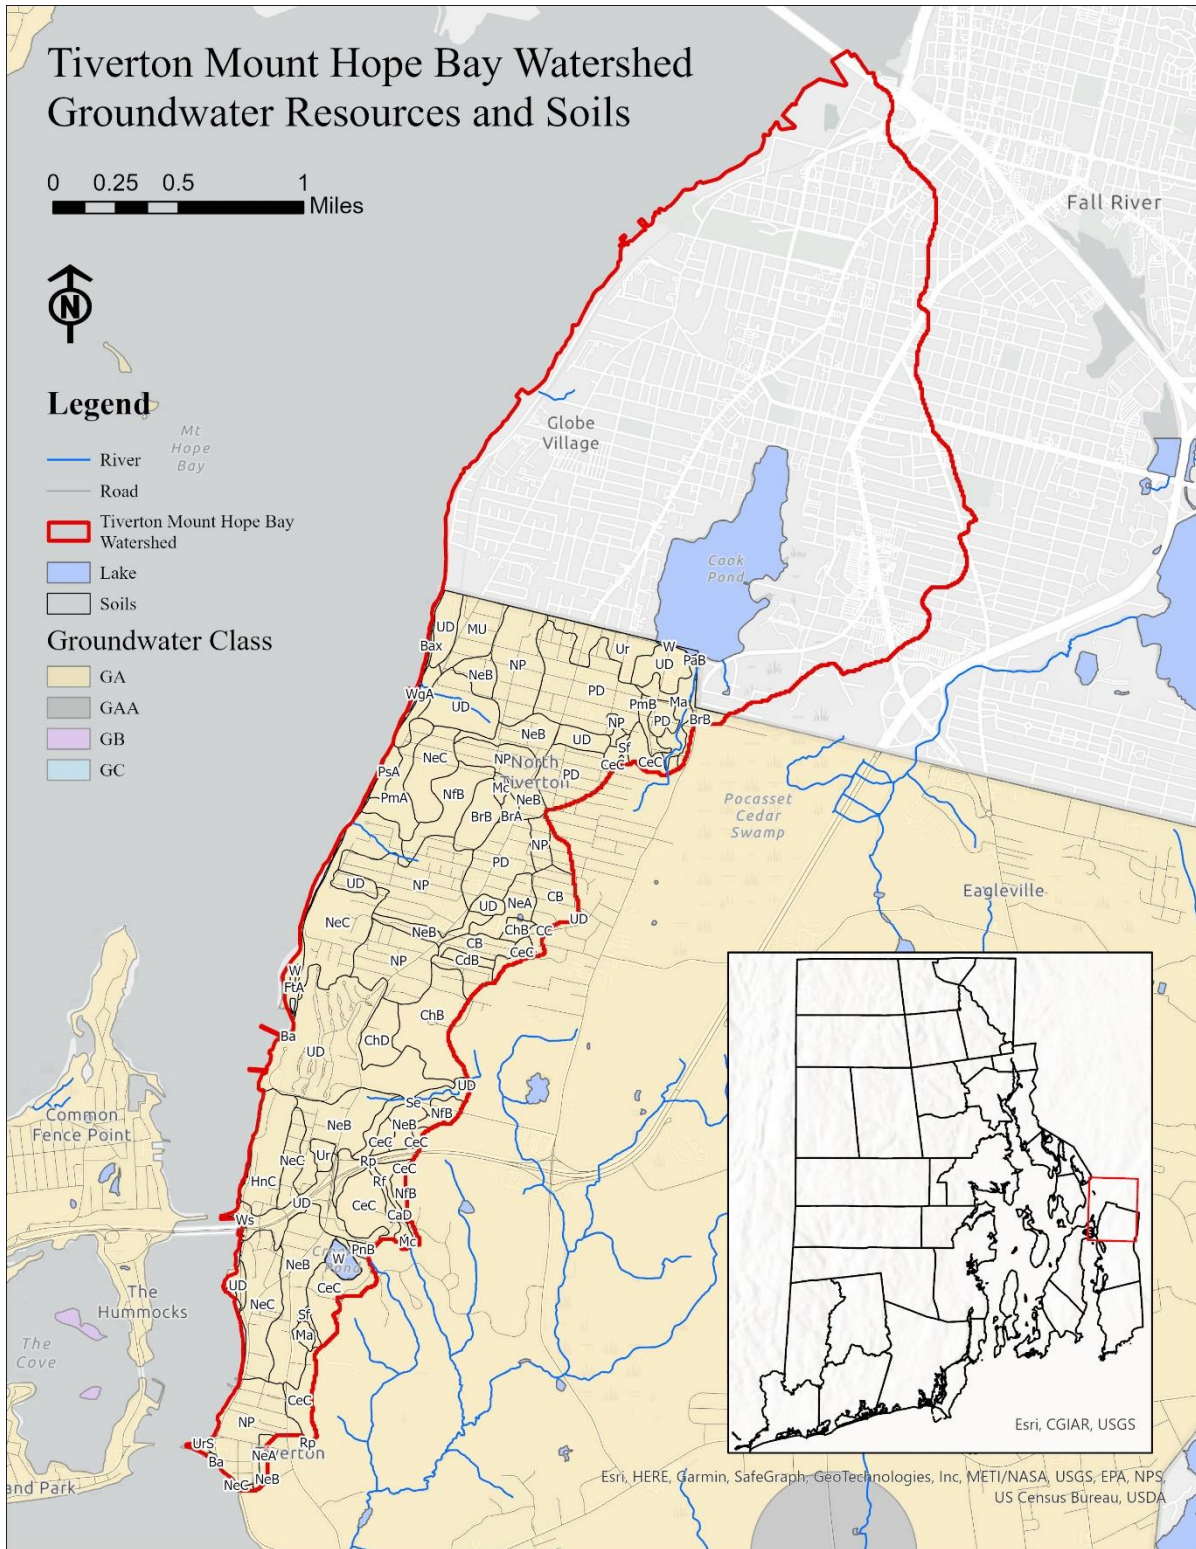 Tiverton Mount Hope Bay Watershed
Groundwater Resources and Soils
0 0.25 0.5 1
Miles
N
Legend
River
Road
Tiverton Mount Hope Bay
Watershed
Lake
Soils
Groundwater Class
GA
GAA
GB
GC
Mt
Hope
Bay
Fall River
Globe
Village
Cook
Pond
UD MU
Bax
NP
Ur
W
UD
PaB
NeB
WgA
UD
PD
PmB
Ma
NP
PD
BrB
NeB
UD
Sf
NeC
NP
CeC
CeC
North
Tiverton
PD
PsA
PmA
NfB
Mc
NeB
BrB
BrA
NP
PD
Pocasset
Cedar
Swamp
Eagleville
UD
NP
UD
NeA
CB
UD
NeC
NeB
ChB
CC
CB
CeC
NP
CdB
W
FtA
ChB
Ba
UD
ChD
UD
Se
NfB
NeB
NeB
CeC
CeC
Common
Fence Point
NeC
Ur
Rp
CeC
HnC
Rf
NfB
UD
CeC
CaD
Ws
Mc
PnB
W
NeB
CeC
UD
NeC
The
Hummocks
Sf
Ma
The
Cove
CeC
NP
UrS
Rp
Ba
NeA
Tiverton
NeC
NeB
and Park
Esri, CGIAR, USGS
Esri, HERE, Garmin, SafeGraph, GeoTechnologies, Inc, METI/NASA, USGS, EPA, NPS,
US Census Bureau, USDA